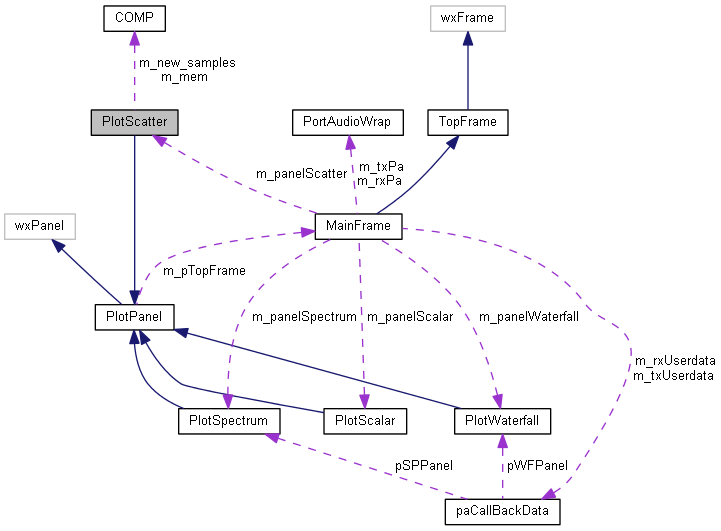 COMP
wxFrame
m_new_samples
m_mem
PlotScatter
PortAudioWrap
TopFrame
m_panelScatter
m_txPa
m_rxPa
wxPanel
MainFrame
m_pTopFrame
PlotPanel
m_panelSpectrum
m_panelScalar
m_panelWaterfall
m_rxUserdata
m_txUserdata
PlotSpectrum
PlotScalar
PlotWaterfall
pSPPanel
pWFPanel
paCallBackData